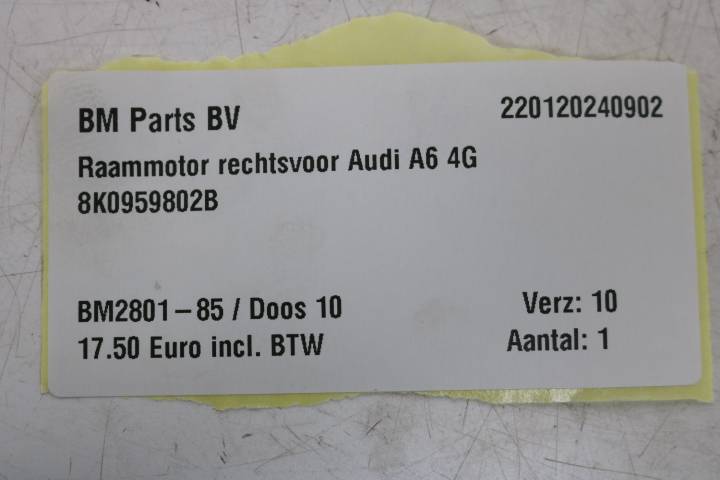 BM Parts BV 220120240902
Raammotor rechtsvoor Audi A6 4G
8K0959802B
BM2801-85 / Doos 10 Verz: 10
17.50 Euro incl. BTW Aantal: 1